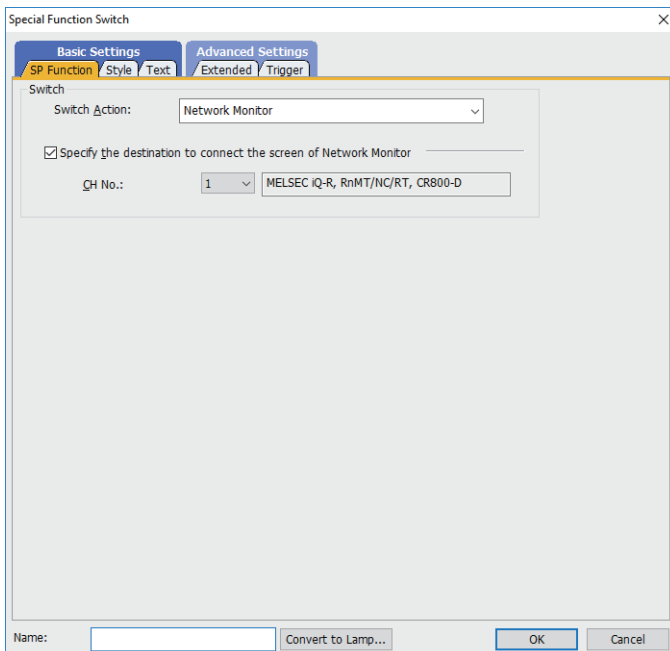 Special Function Switch
Basic Settings Advanced Settings
SP Function Style Text Extended Trigger
Switch
Switch Action: Network Monitor
Specify the destination to connect the screen of Network Monitor
CH No.: 1 MELSEC iQ-R, RnMT/NC/RT, CR800-D
Name: Convert to Lamp... OK Cancel